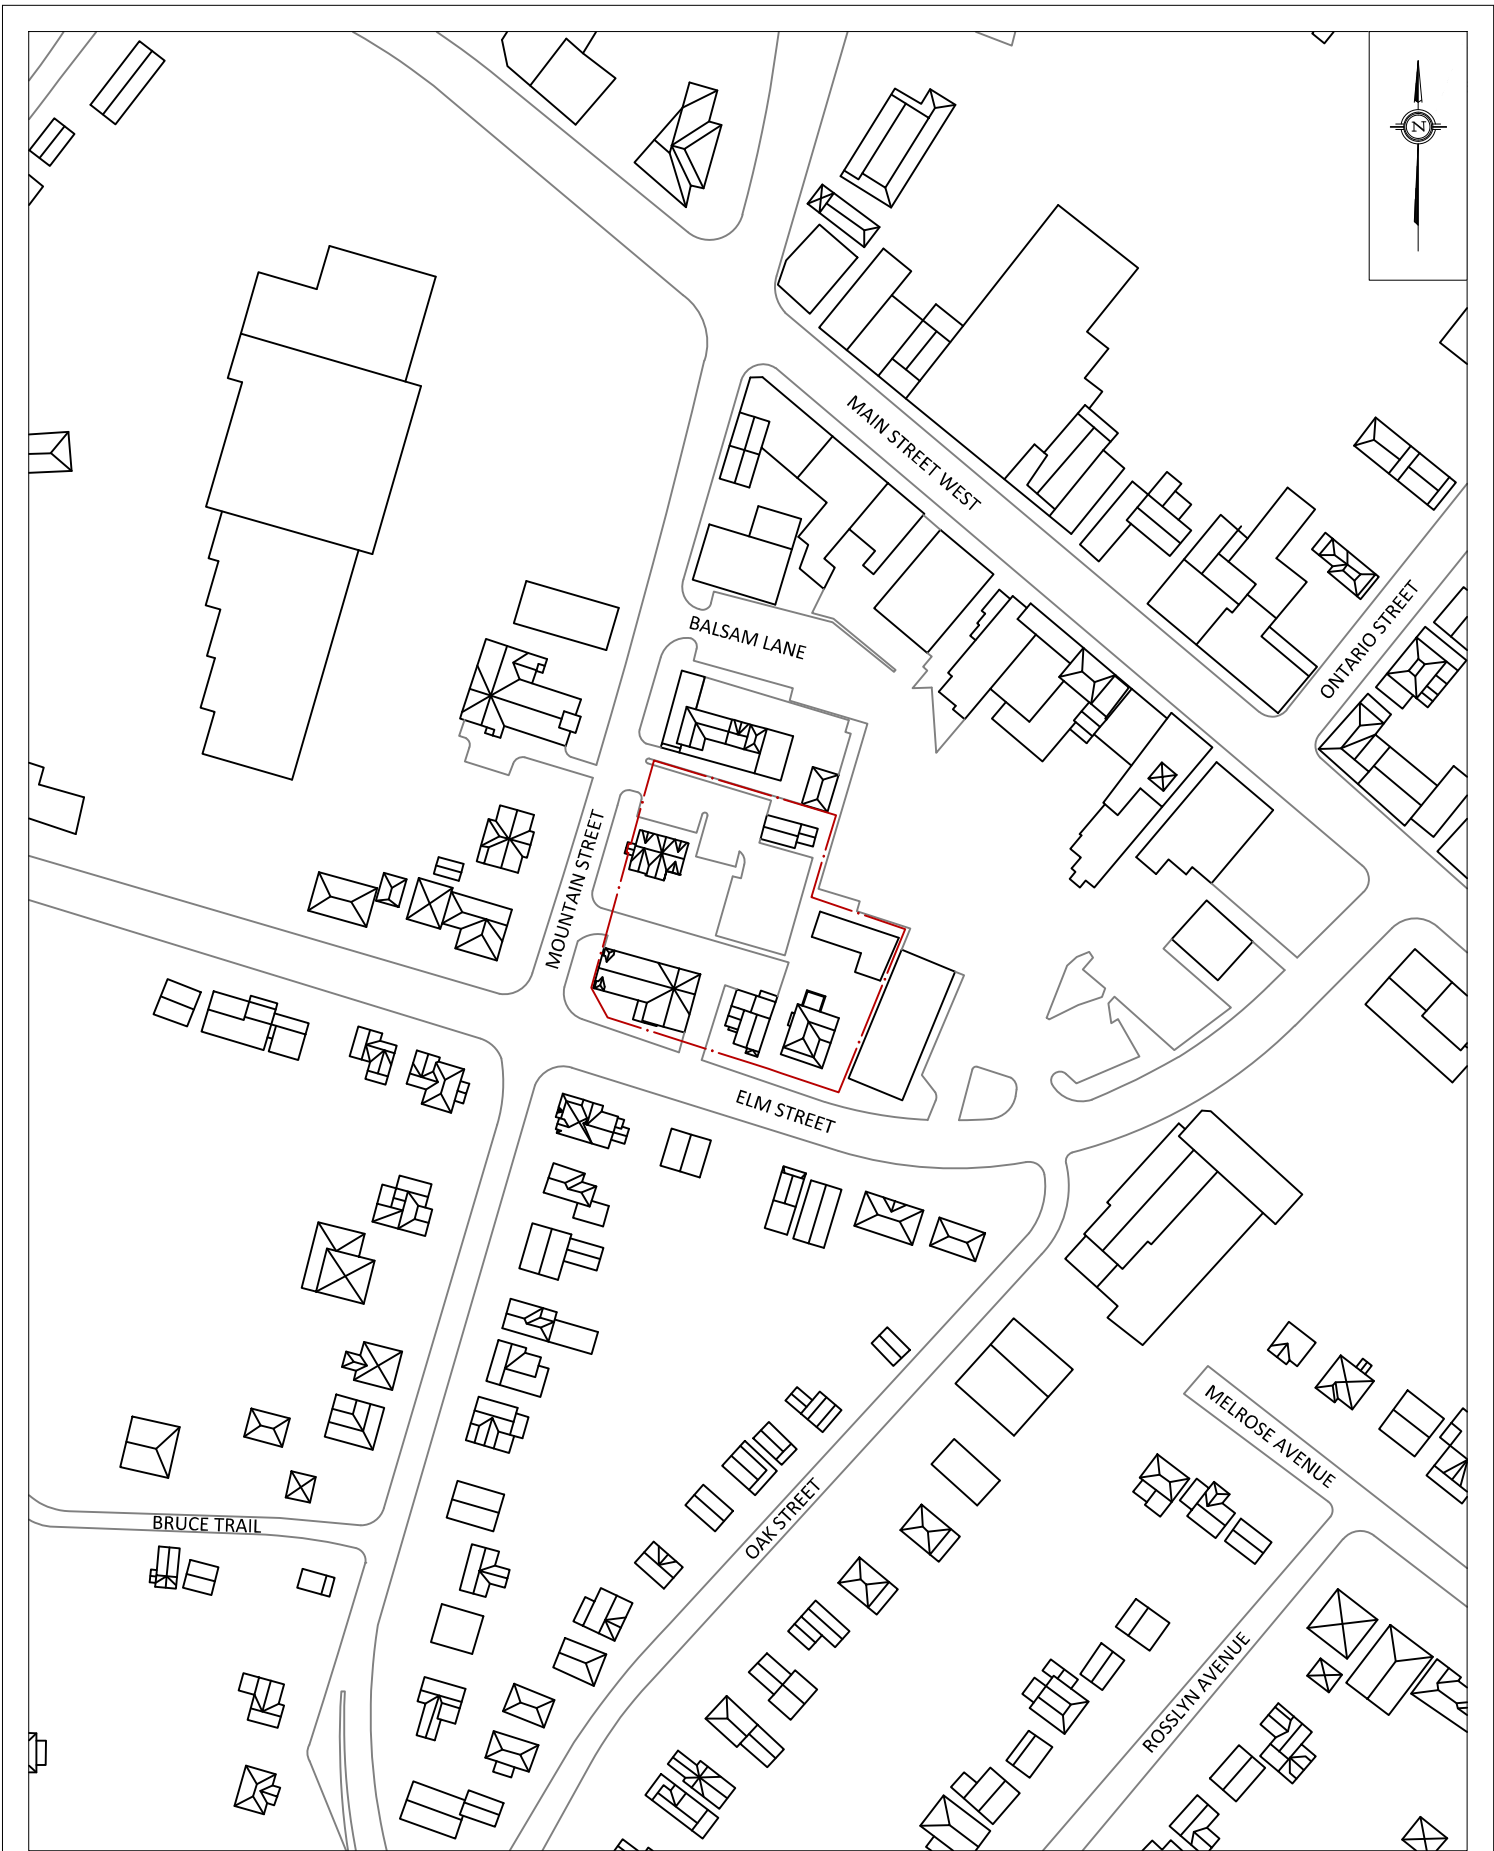 N
MAIN STREET WEST
ONTARIO STREET
BALSAM LANE
MOUNTAIN STREET
ELM STREET
MELROSE AVENUE
OAK STREET
BRUCE TRAIL
ROSSLYN AVENUE